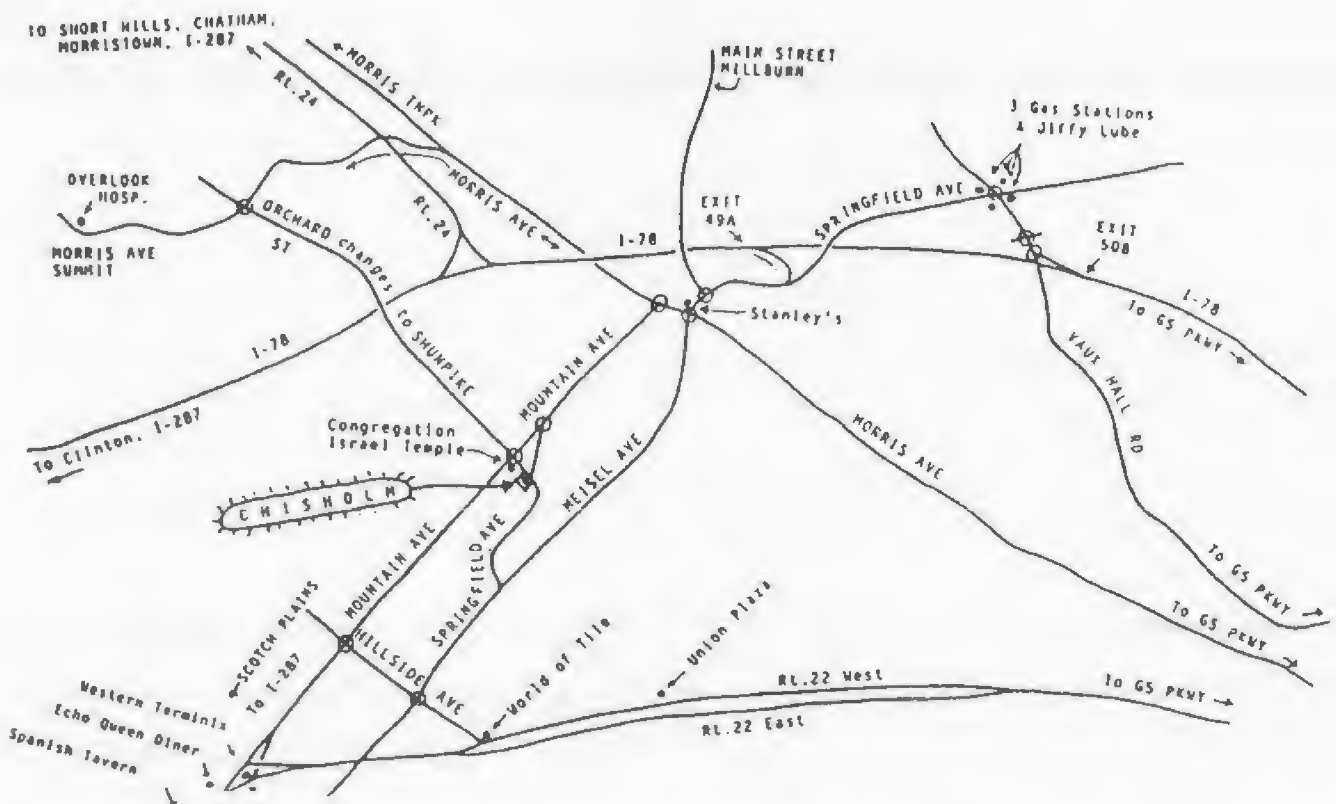 TO SHORT HILLS, CHATHAM,
MORRISTOWN, I-287
MORRIS TNPK
RT.24
MAIN STREET
MILLBURN
3 Gas Stations
& Jiffy Lube
OVERLOOK
HOSP.
MORRIS AVE
SUMMIT
ORCHARD changes
ST
to SHUNPIKE
RT.24
MORRIS AVE
EXIT
49A
SPRINGFIELD AVE
EXIT
50B
I-78
I-78
To GS PKWY
Stanley's
I-78
To Clinton, I-287
MOUNTAIN AVE
VAUX HALL RD
Congregation
Israel Temple
CHISHOLM
MEISEL AVE
MORRIS AVE
MOUNTAIN AVE
SPRINGFIELD AVE
To GS PKWY
To GS PKWY
SCOTCH PLAINS
To I-287
HILLSIDE AVE
World of Tile
Union Plaza
Rt.22 West
Rt.22 East
To GS PKWY
Western Terminix
Echo Queen Diner
Spanish Tavern